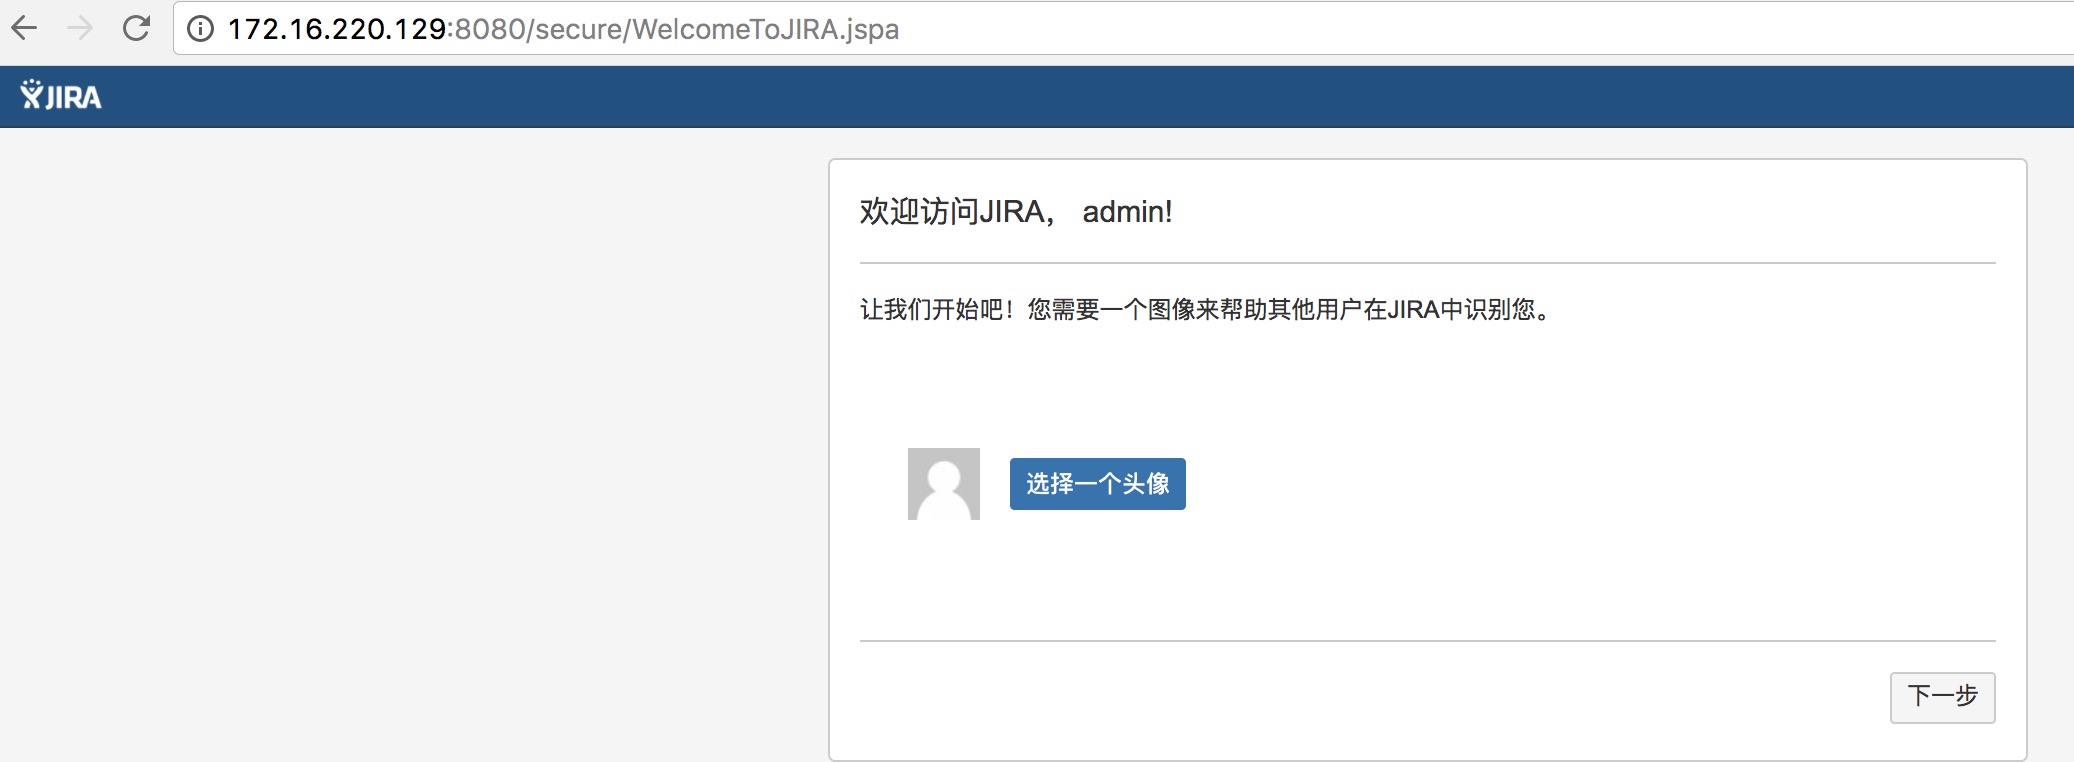 172.16.220.129:8080/secure/WelcomeToJIRA.jspa
JIRA
欢迎访问JIRA， admin!
让我们开始吧！您需要一个图像来帮助其他用户在JIRA中识别您。
选择一个头像
下一步